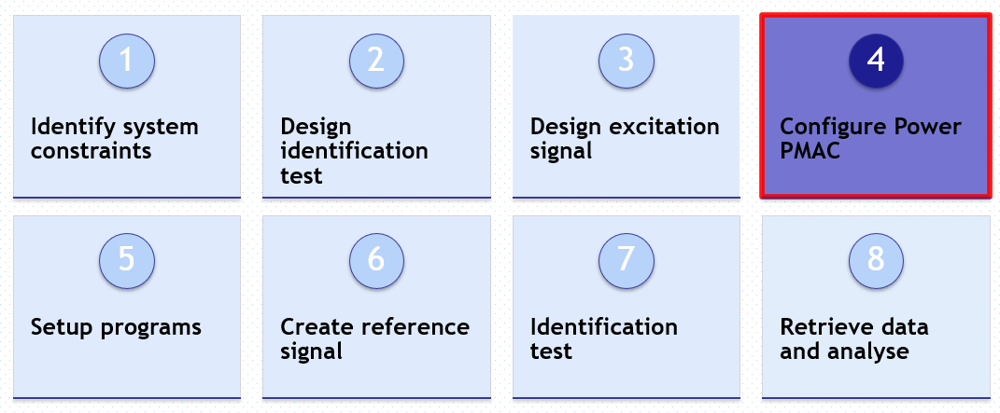 1
Identify system
constraints
2
Design
identification
test
3
Design excitation
signal
4
Configure Power
PMAC
5
Setup programs
6
Create reference
signal
7
Identification
test
8
Retrieve data
and analyse